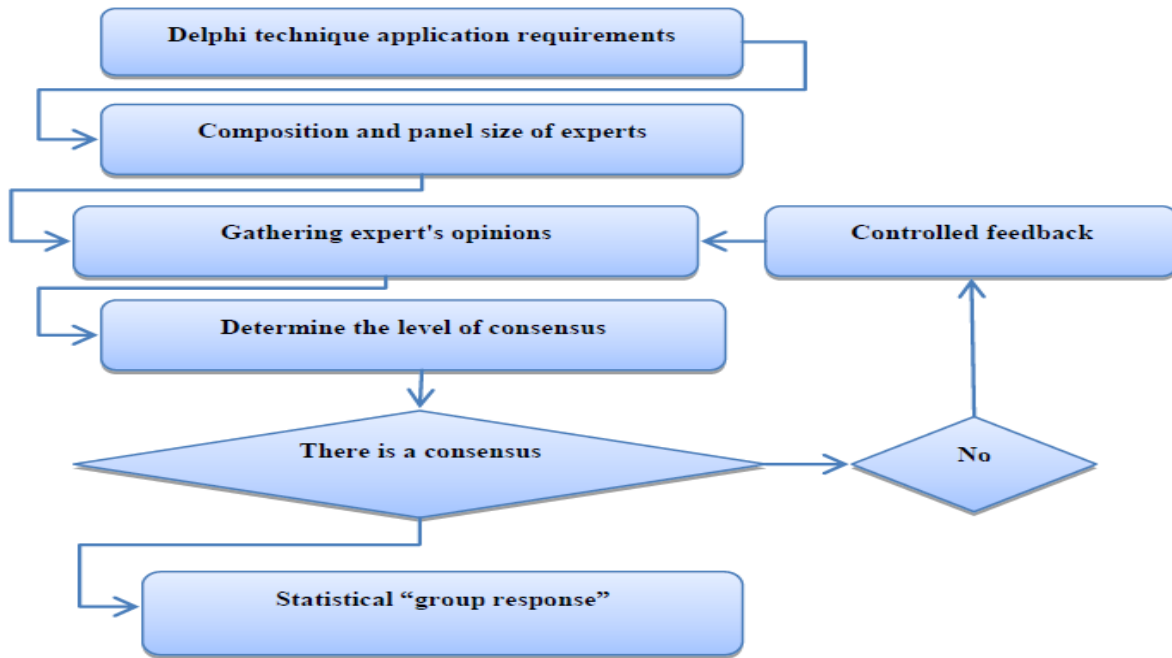 Delphi technique application requirements
Composition and panel size of experts
Gathering expert's opinions
Controlled feedback
Determine the level of consensus
There is a consensus
No
Statistical “group response”